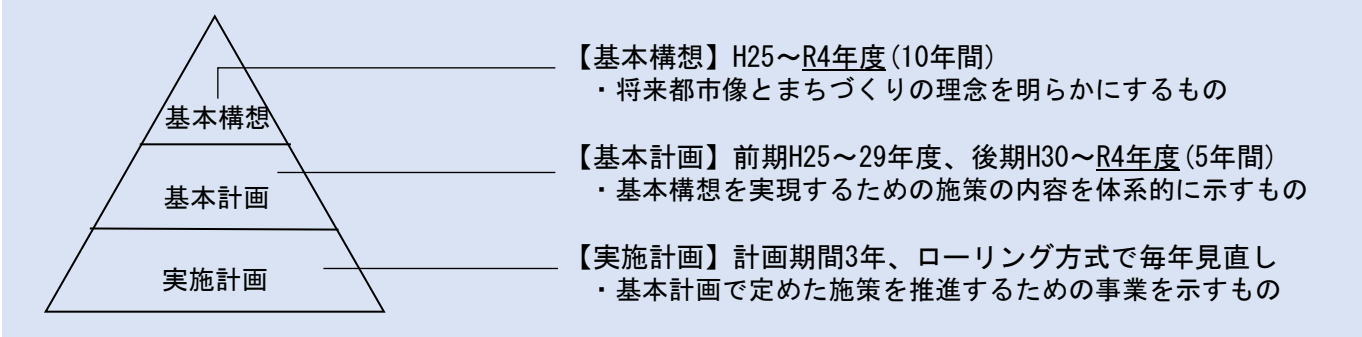 基本構想
基本計画
実施計画
【基本構想】H25～R4年度(10年間)
・将来都市像とまちづくりの理念を明らかにするもの
【基本計画】前期H25～29年度、後期H30～R4年度(5年間)
・基本構想を実現するための施策の内容を体系的に示すもの
【実施計画】計画期間3年、ローリング方式で毎年見直し
・基本計画で定めた施策を推進するための事業を示すもの